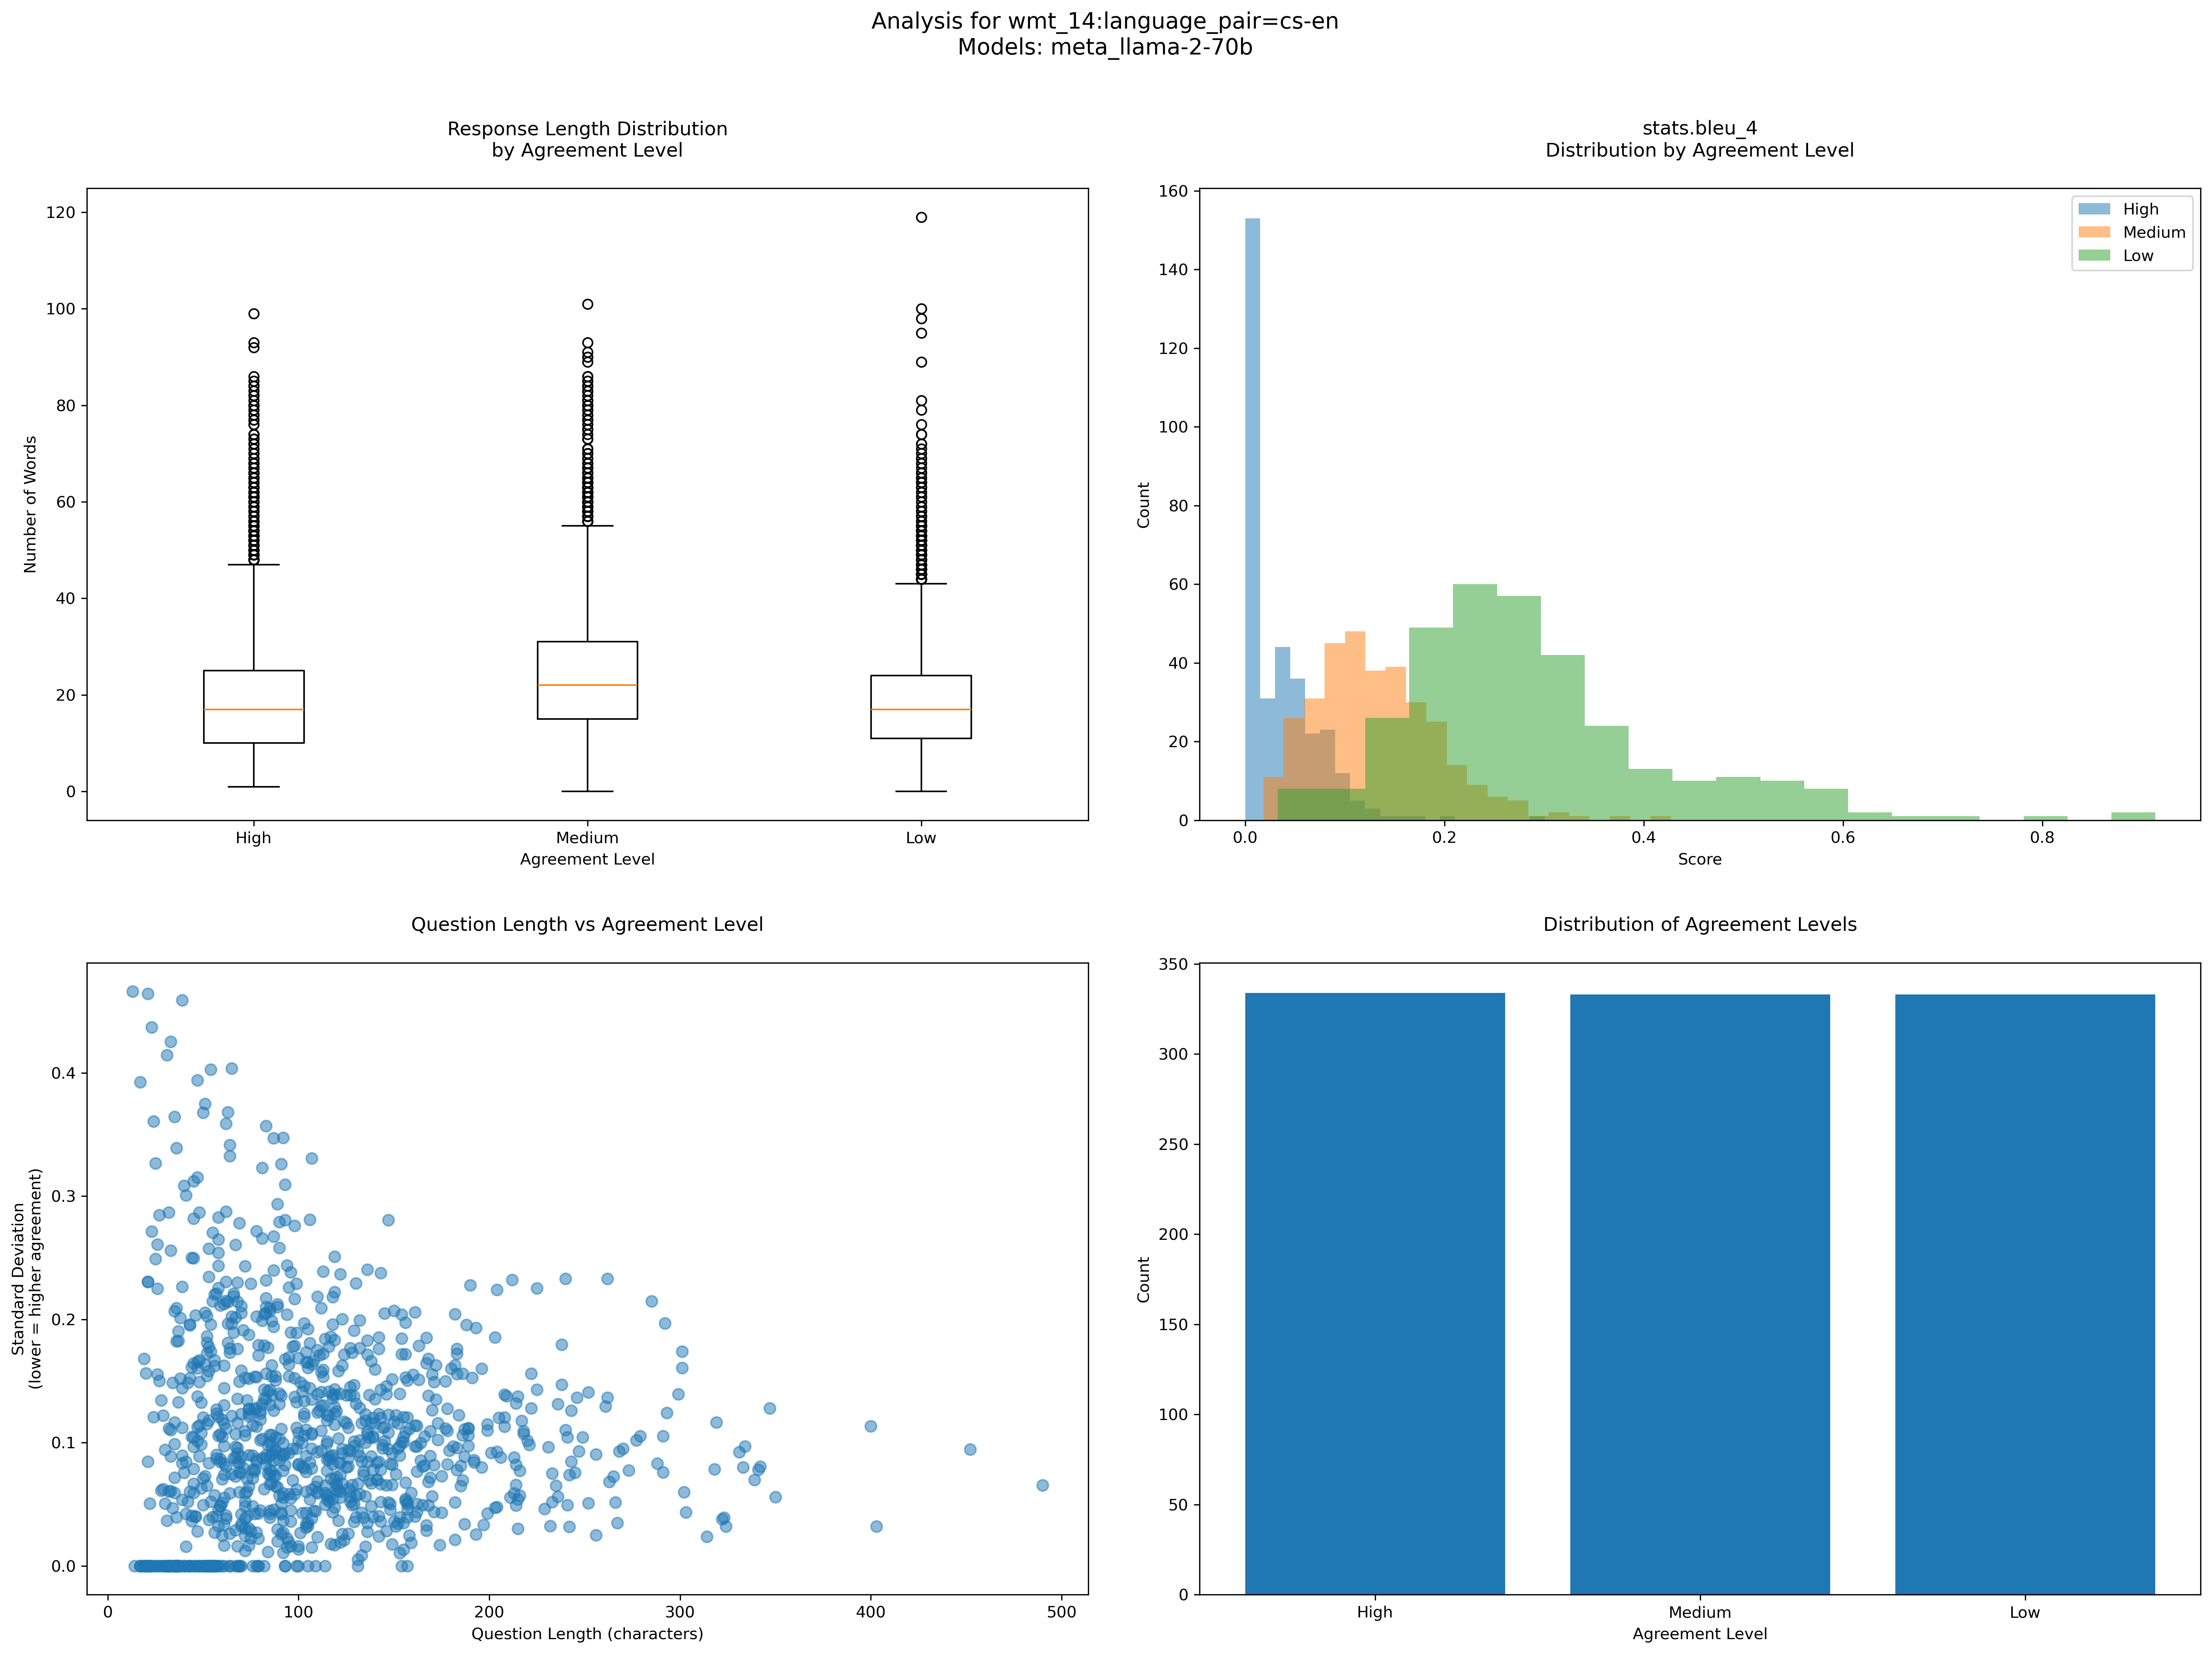 Analysis for wmt_14:language_pair=cs-en
Models: meta_llama-2-70b
Response Length Distribution
by Agreement Level
120
100
80
60
40
20
0
Number of Words
High
Medium
Low
Agreement Level
stats.bleu_4
Distribution by Agreement Level
160
140
120
100
80
60
40
20
0
Count
High
Medium
Low
0.0
0.2
0.4
0.6
0.8
Score
Question Length vs Agreement Level
0.4
0.3
0.2
0.1
0.0
Standard Deviation
(lower = higher agreement)
0
100
200
300
400
500
Question Length (characters)
Distribution of Agreement Levels
350
300
250
200
150
100
50
0
Count
High
Medium
Low
Agreement Level